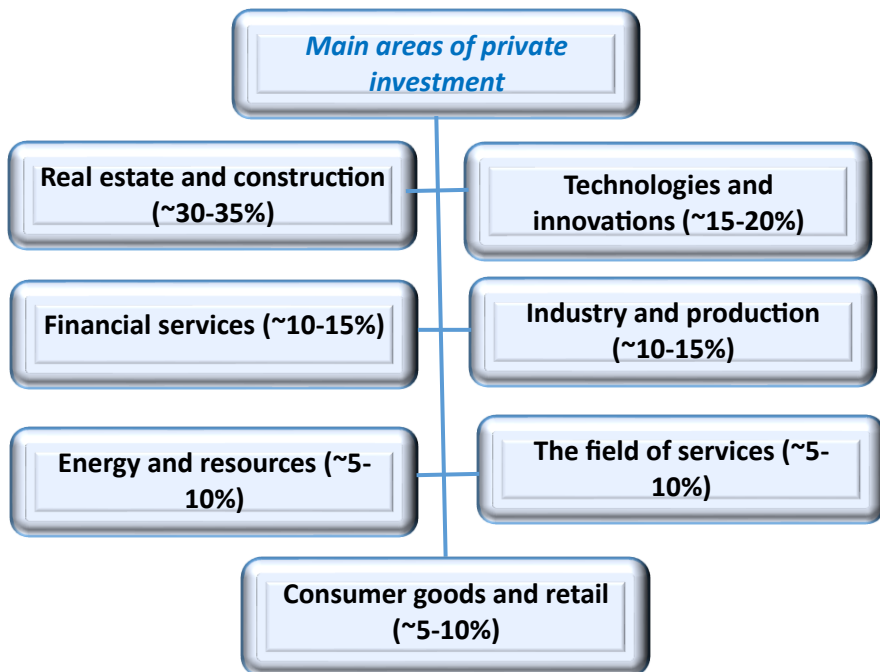 Main areas of private
investment
Real estate and construction
(~30-35%)
Technologies and
innovations (~15-20%)
Financial services (~10-15%)
Industry and production
(~10-15%)
Energy and resources (~5-
10%)
The field of services (~5-
10%)
Consumer goods and retail
(~5-10%)